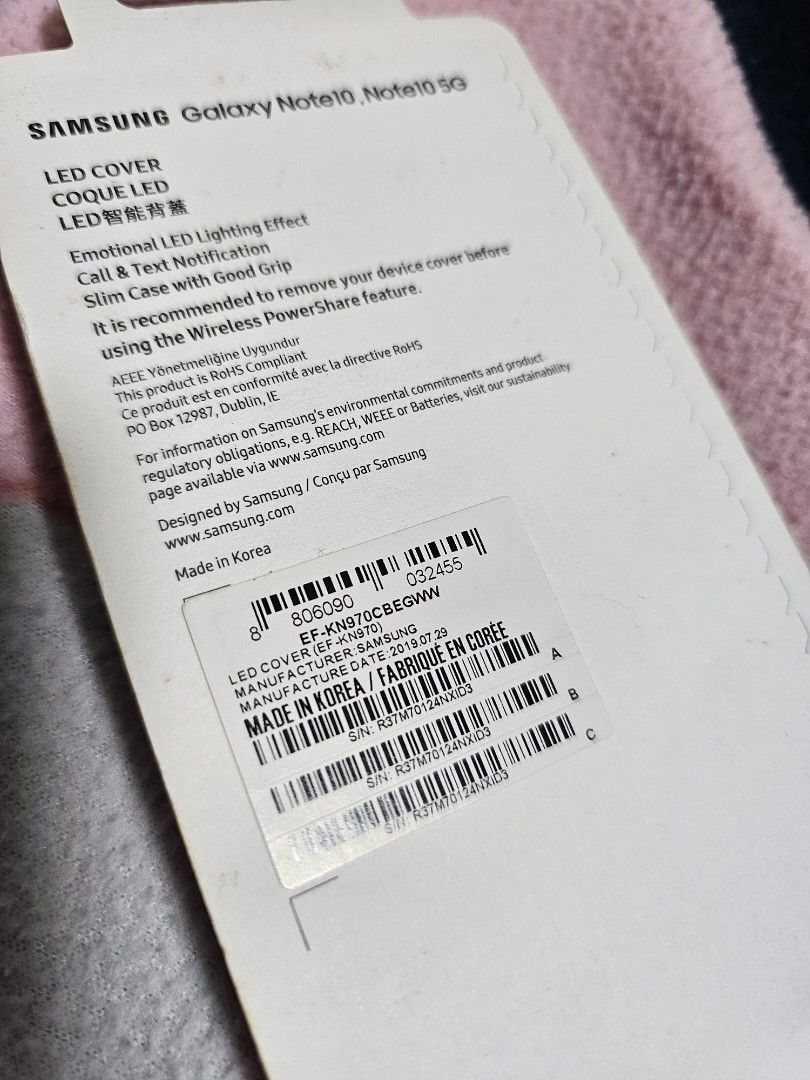 SAMSUNG Galaxy Note10 , Note10 5G
LED COVER
COQUE LED
LED智能背蓋
Emotional LED Lighting Effect
Call & Text Notification
Slim Case with Good Grip
It is recommended to remove your device cover before
using the Wireless PowerShare feature.
AEEE Yönetmeliğine Uygundur
This product is RoHS Compliant
Ce produit est en conformité avec la directive RoHS
PO Box 12987, Dublin, IE
For information on Samsung's environmental commitments and product
regulatory obligations, e.g. REACH, WEEE or Batteries, visit our sustainability
page available via www.samsung.com
Designed by Samsung / Conçu par Samsung
www.samsung.com
Made in Korea
8 806090 032455
EF-KN970CBEGWW
LED COVER (EF-KN970)
MANUFACTURER:SAMSUNG
MANUFACTURE DATE:2019.07.29
MADE IN KOREA / FABRIQUÉ EN CORÉE
A
S/N: R37M70124NXID3
B
S/N: R37M70124NXID3
C
S/N: R37M70124NXID3